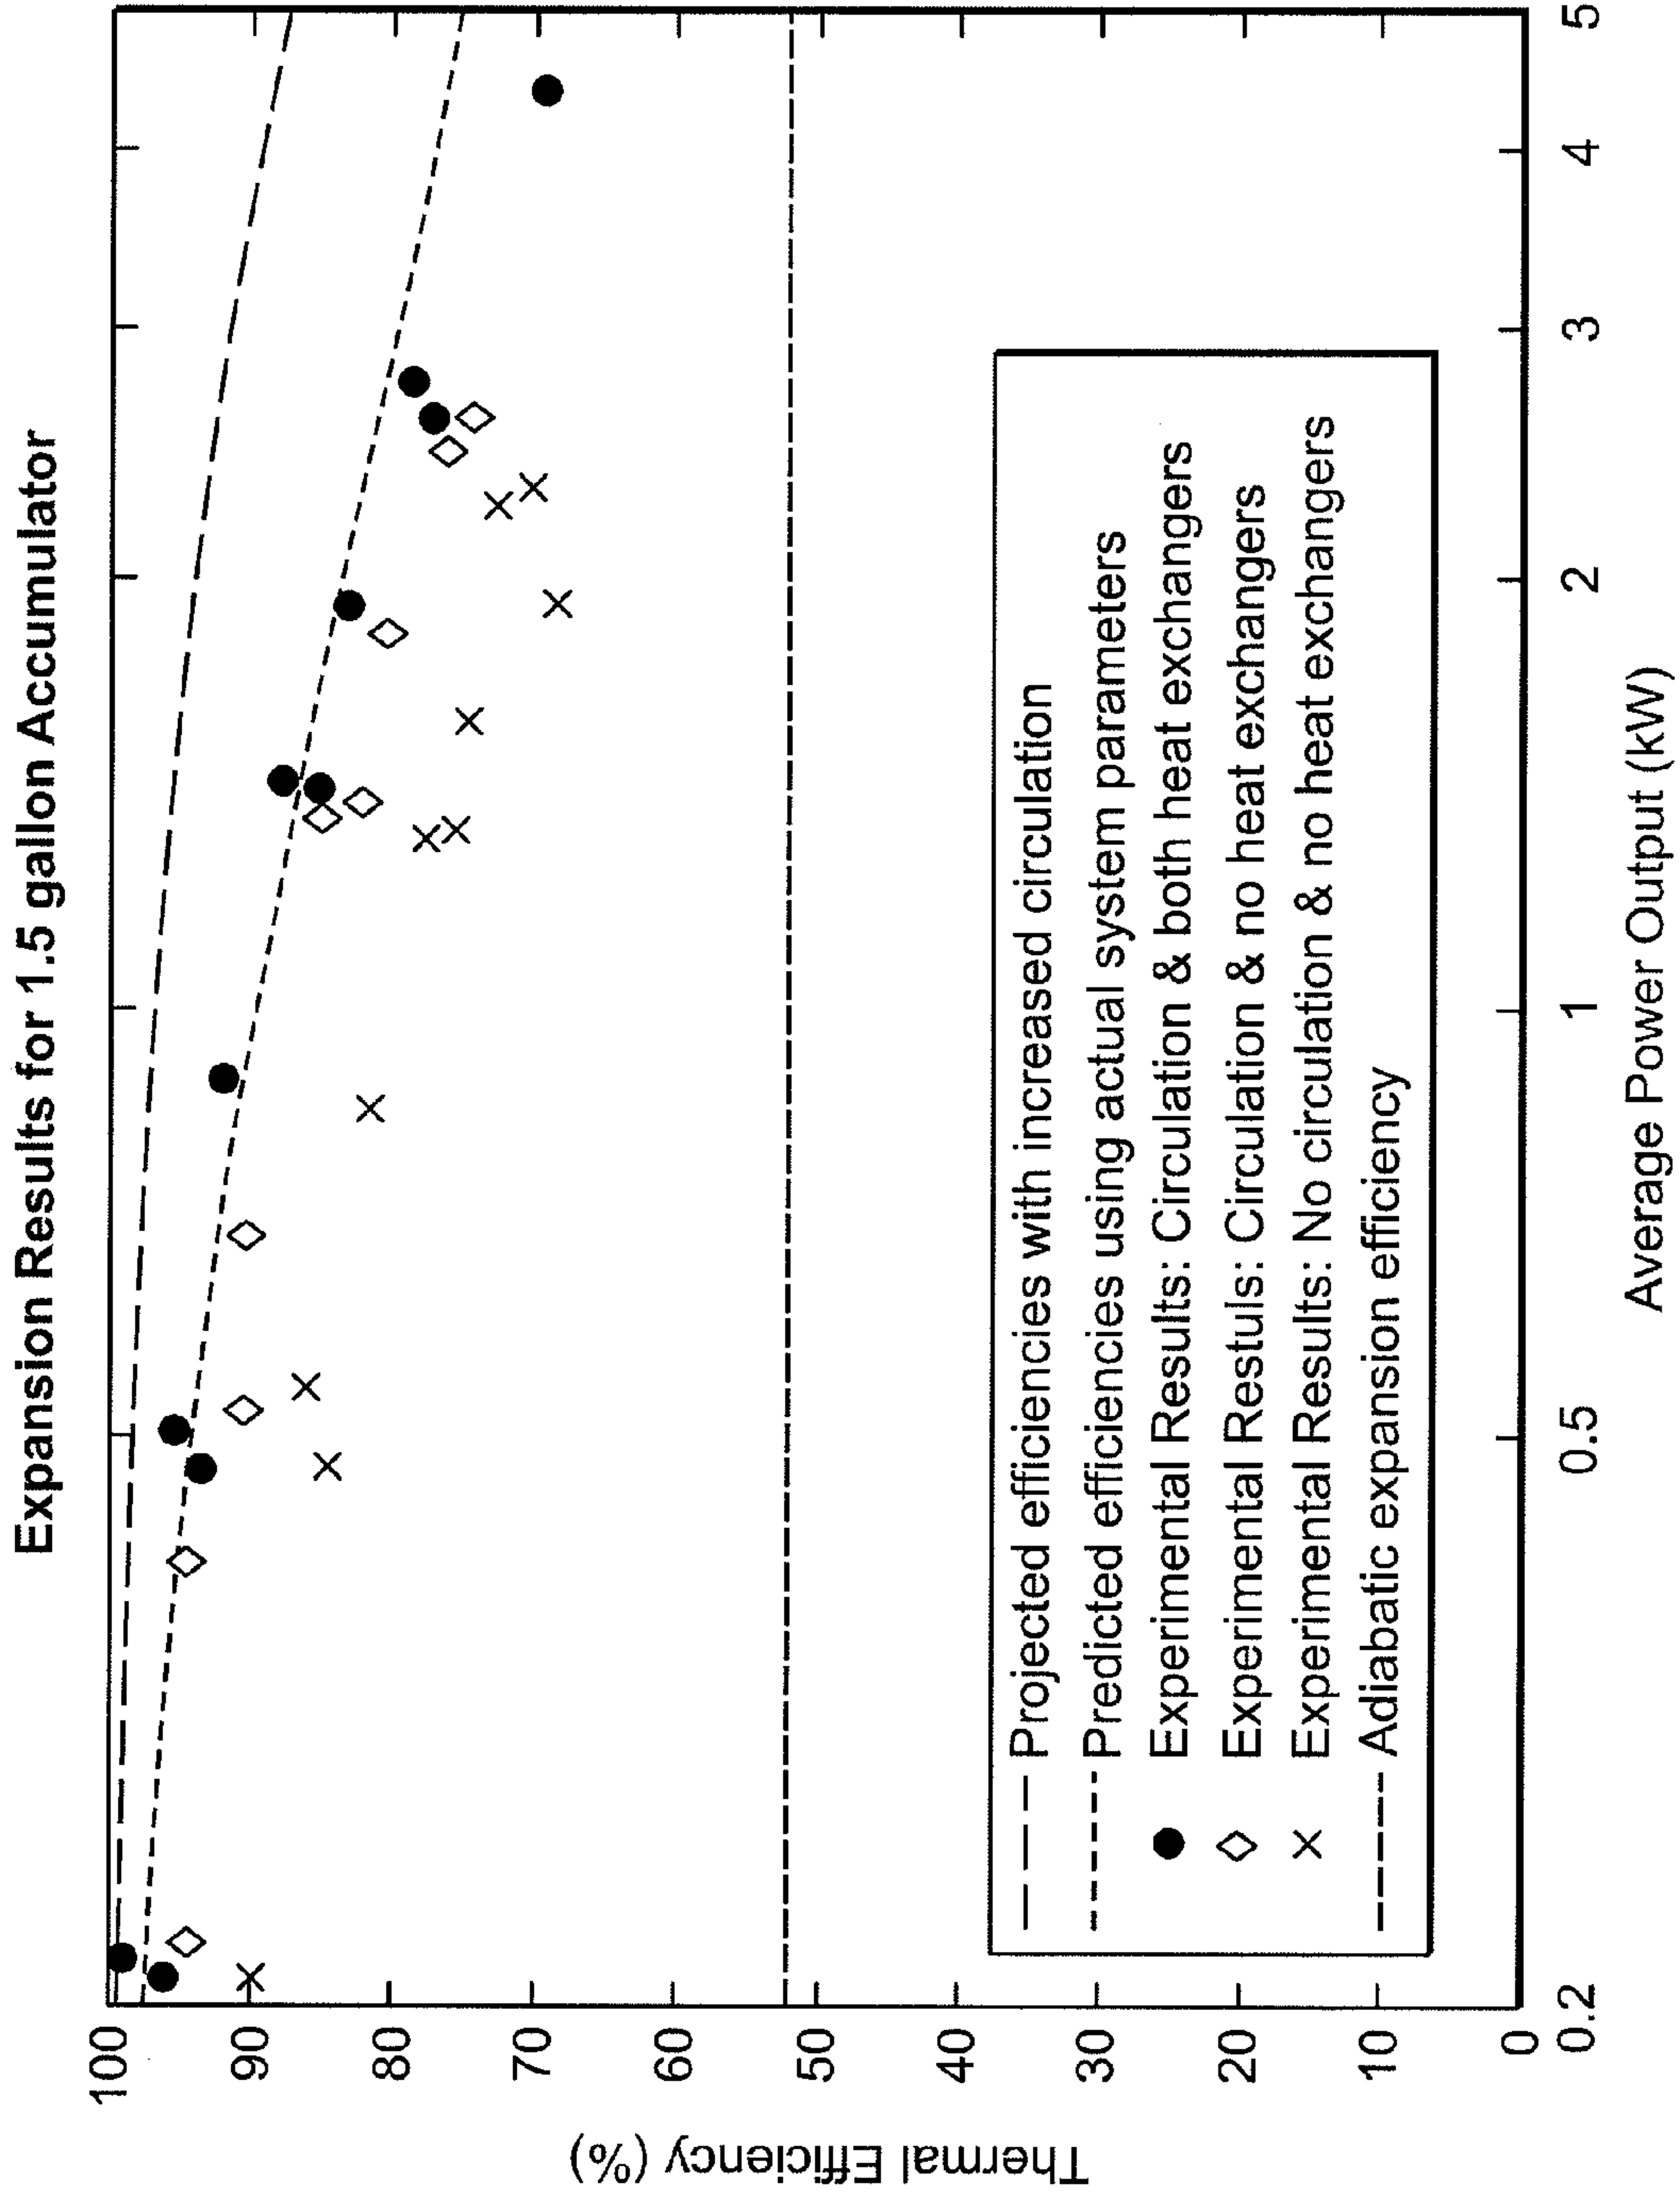 Expansion Results for 1.5 gallon Accumulator
Thermal Efficiency (%)
100
90
80
70
60
50
40
30
20
10
0
Projected efficiencies with increased circulation
Predicted efficiencies using actual system parameters
Experimental Results: Circulation & both heat exchangers
Experimental Restuls: Circulation & no heat exchangers
Experimental Results: No circulation & no heat exchangers
Adiabatic expansion efficiency
0.2
0.5
1
2
3
4
5
Average Power Output (kW)